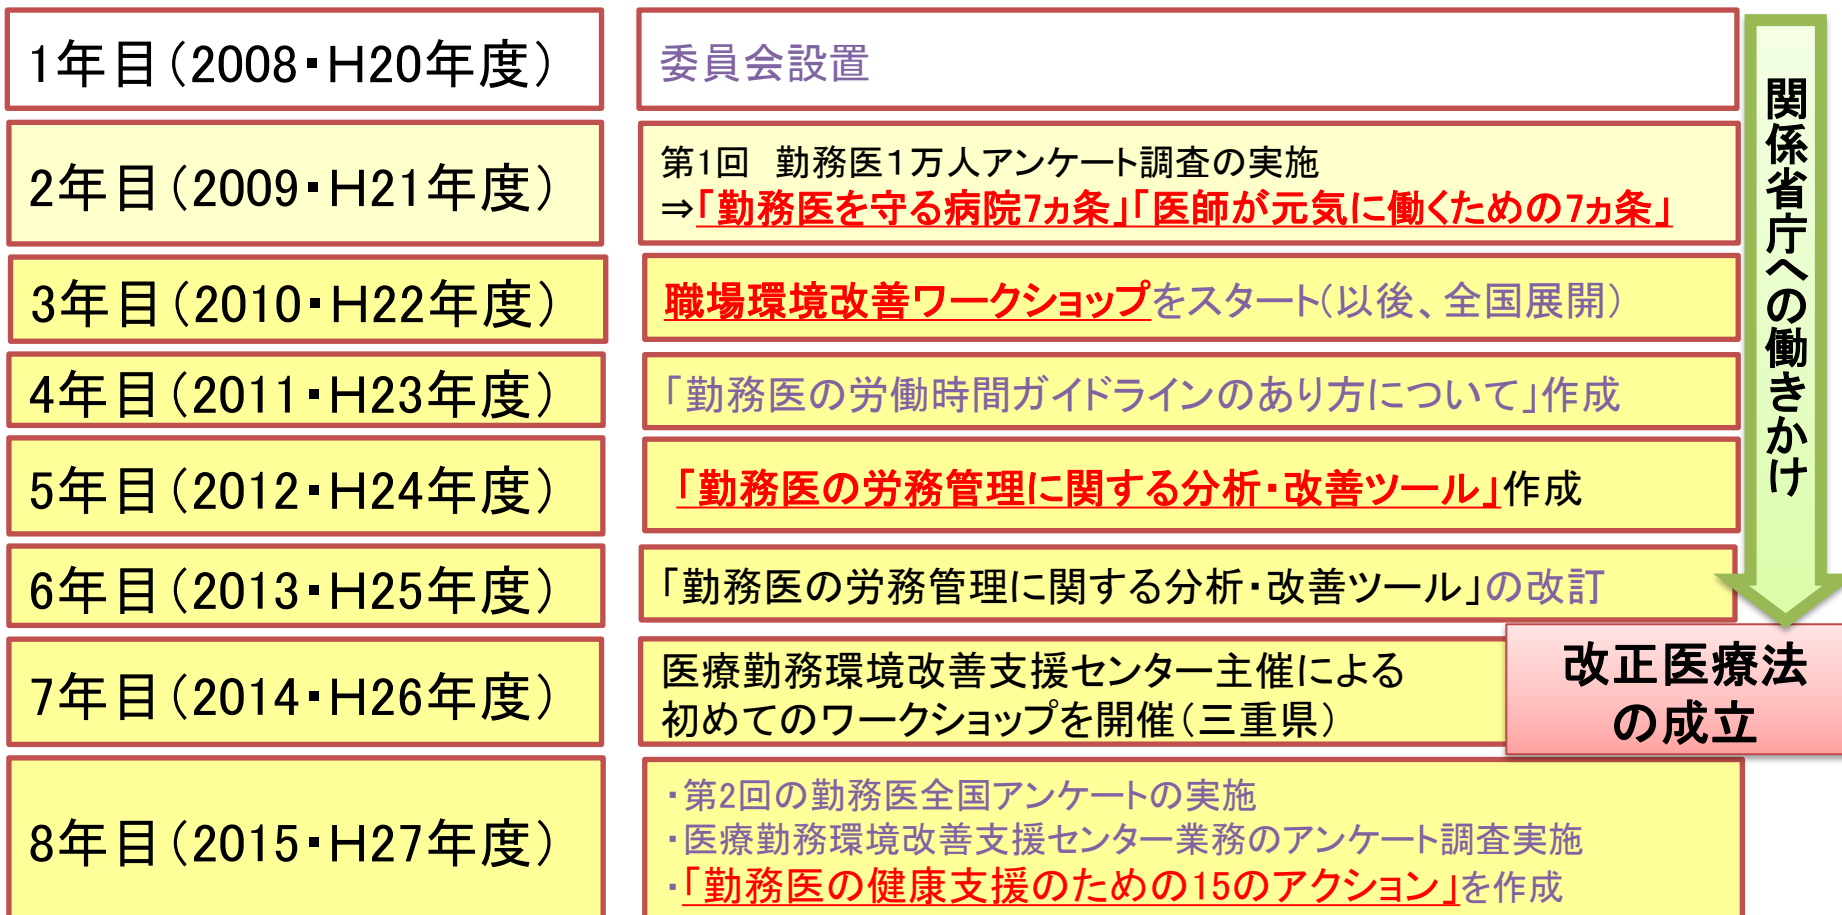 1年目(2008・H20年度)
委員会設置
2年目(2009・H21年度)
第1回　勤務医１万人アンケート調査の実施
⇒「勤務医を守る病院7ヵ条」「医師が元気に働くための7ヵ条」
3年目(2010・H22年度)
職場環境改善ワークショップをスタート(以後、全国展開)
4年目(2011・H23年度)
「勤務医の労働時間ガイドラインのあり方について」作成
5年目(2012・H24年度)
「勤務医の労務管理に関する分析・改善ツール」作成
6年目(2013・H25年度)
「勤務医の労務管理に関する分析・改善ツール」の改訂
7年目(2014・H26年度)
医療勤務環境改善支援センター主催による
初めてのワークショップを開催(三重県)
8年目(2015・H27年度)
・第2回の勤務医全国アンケートの実施
・医療勤務環境改善支援センター業務のアンケート調査実施
・「勤務医の健康支援のための15のアクション」を作成
関係省庁への働きかけ
改正医療法
の成立